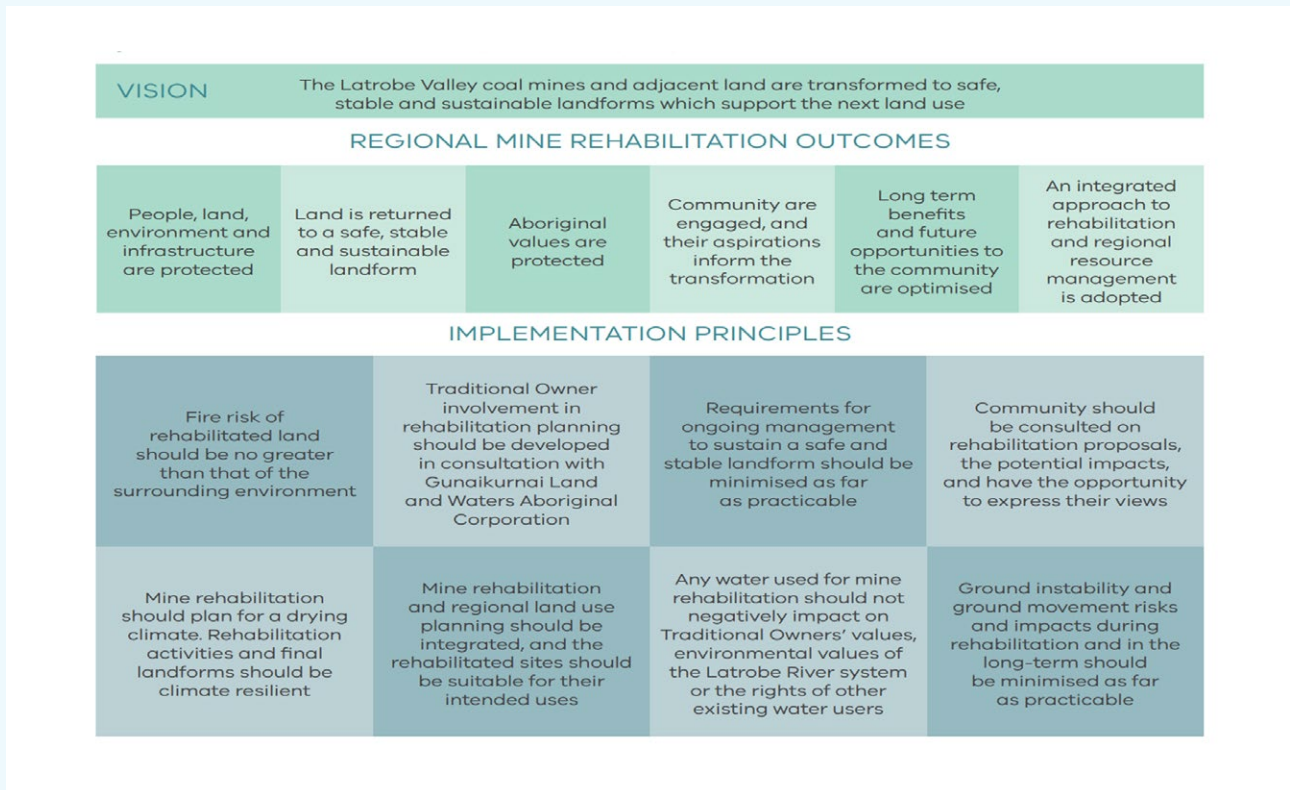 VISION
The Latrobe Valley coal mines and adjacent land are transformed to safe,
stable and sustainable landforms which support the next land use
REGIONAL MINE REHABILITATION OUTCOMES
People, land,
environment and
infrastructure
are protected
Land is returned
to a safe, stable
and sustainable
landform
Aboriginal
values are
protected
Community are
engaged, and
their aspirations
inform the
transformation
Long term
benefits
and future
opportunities to
the community
are optimised
An integrated
approach to
rehabilitation
and regional
resource
management
is adopted
IMPLEMENTATION PRINCIPLES
Fire risk of
rehabilitated land
should be no greater
than that of the
surrounding environment
Traditional Owner
involvement in
rehabilitation planning
should be developed
in consultation with
Gunaikurnai Land
and Waters Aboriginal
Corporation
Requirements for
ongoing management
to sustain a safe and
stable landform should be
minimised as far
as practicable
Community should
be consulted on
rehabilitation proposals,
the potential impacts,
and have the opportunity
to express their views
Mine rehabilitation
should plan for a drying
climate. Rehabilitation
activities and final
landforms should be
climate resilient
Mine rehabilitation
and regional land use
planning should be
integrated, and the
rehabilitated sites should
be suitable for their
intended uses
Any water used for mine
rehabilitation should not
negatively impact on
Traditional Owners’ values,
environmental values of
the Latrobe River system
or the rights of other
existing water users
Ground instability and
ground movement risks
and impacts during
rehabilitation and in the
long-term should
be minimised as far
as practicable